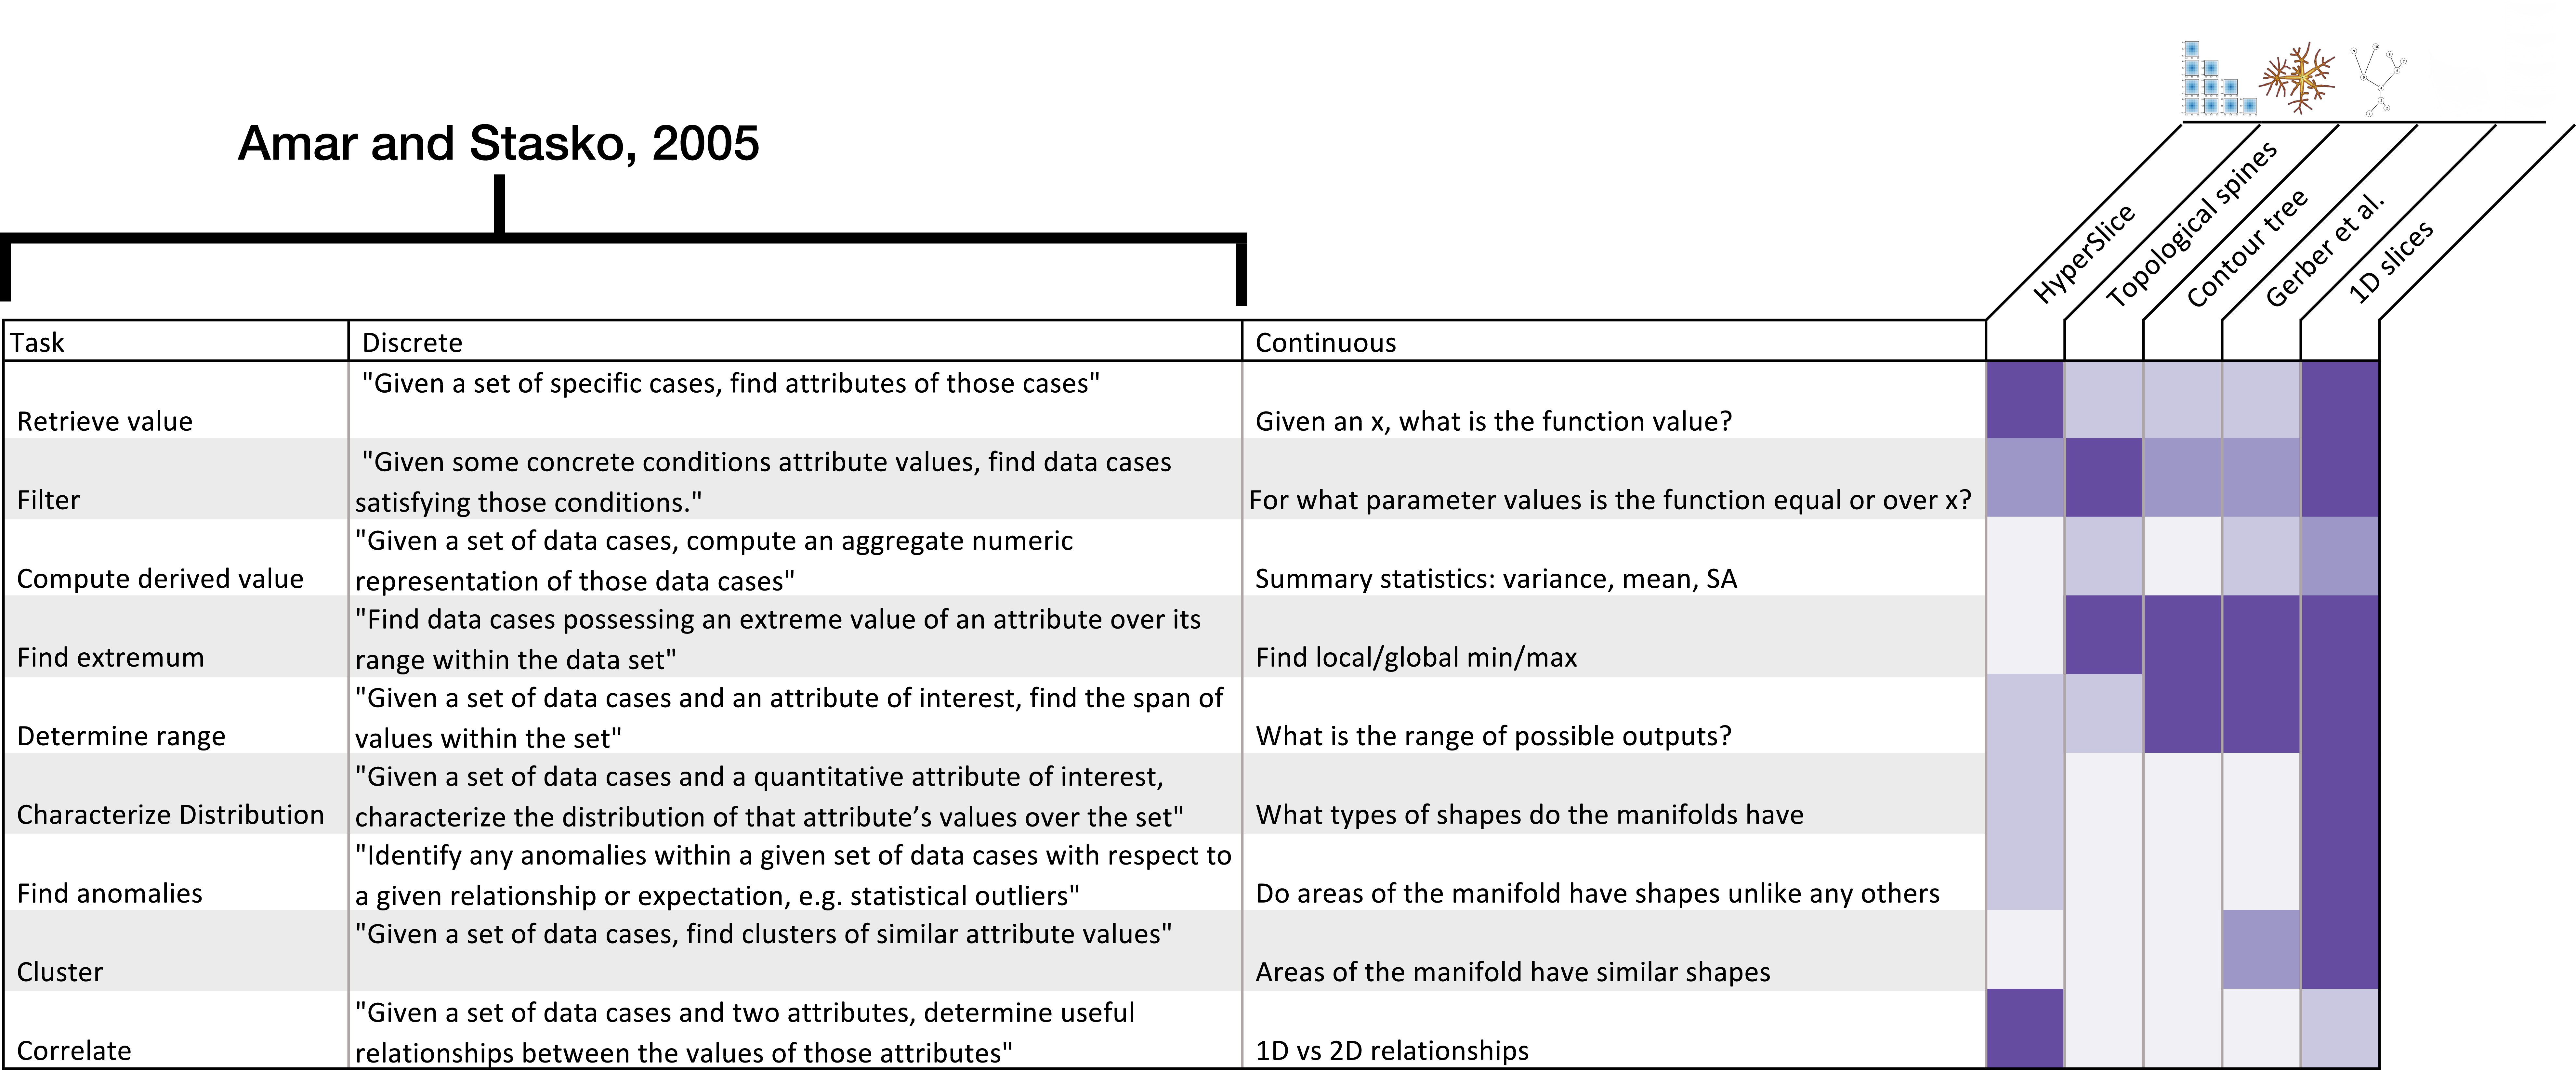 Amar and Stasko, 2005
HyperSlice
Topological spines
Contour tree
Gerber et al.
1D slices
Task
Discrete
Continuous
"Given a set of specific cases, find attributes of those cases"
Retrieve value
Given an x, what is the function value?
"Given some concrete conditions attribute values, find data cases
satisfying those conditions."
Filter
For what parameter values is the function equal or over x?
"Given a set of data cases, compute an aggregate numeric
representation of those data cases"
Compute derived value
Summary statistics: variance, mean, SA
"Find data cases possessing an extreme value of an attribute over its
range within the data set"
Find extremum
Find local/global min/max
"Given a set of data cases and an attribute of interest, find the span of
values within the set"
Determine range
What is the range of possible outputs?
"Given a set of data cases and a quantitative attribute of interest,
characterize the distribution of that attribute’s values over the set"
Characterize Distribution
What types of shapes do the manifolds have
"Identify any anomalies within a given set of data cases with respect to
a given relationship or expectation, e.g. statistical outliers"
Find anomalies
Do areas of the manifold have shapes unlike any others
"Given a set of data cases, find clusters of similar attribute values"
Cluster
Areas of the manifold have similar shapes
"Given a set of data cases and two attributes, determine useful
relationships between the values of those attributes"
Correlate
1D vs 2D relationships